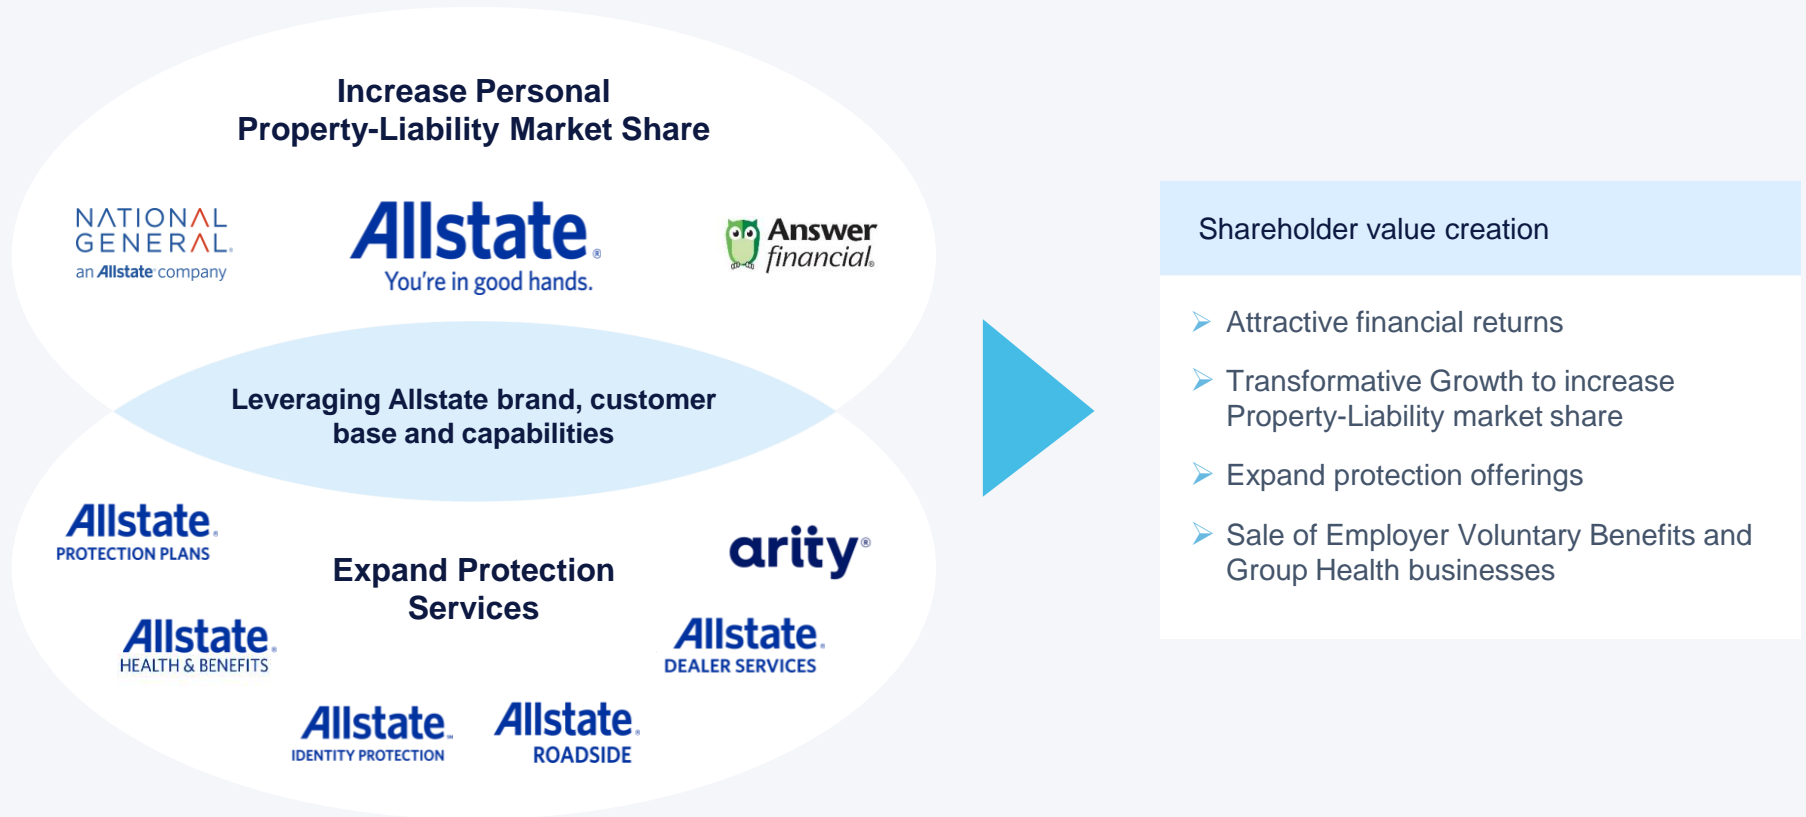 Increase Personal
Property-Liability Market Share
NATIONAL
GENERAL®
an Allstate company
Allstate®
You're in good hands.
Answer
financial®
Leveraging Allstate brand, customer
base and capabilities
Allstate®
PROTECTION PLANS
arity®
Expand Protection
Services
Allstate®
HEALTH & BENEFITS
Allstate®
DEALER SERVICES
Allstate℠
IDENTITY PROTECTION
Allstate®
ROADSIDE
Shareholder value creation
Attractive financial returns
Transformative Growth to increase
Property-Liability market share
Expand protection offerings
Sale of Employer Voluntary Benefits and
Group Health businesses